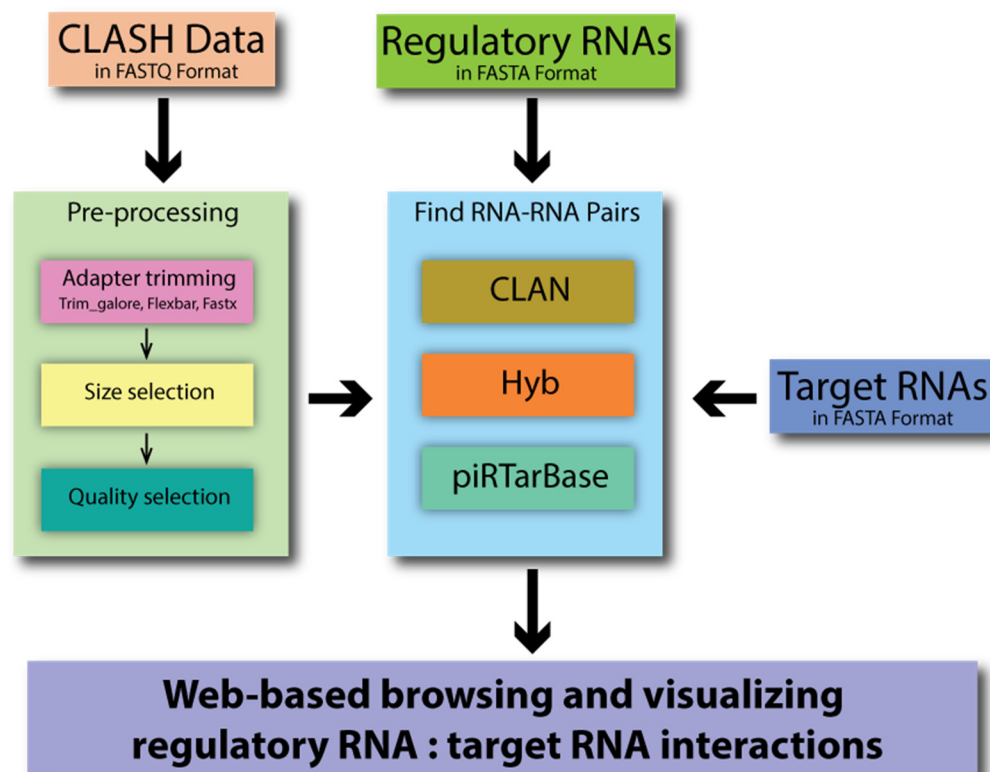 CLASH Data
in FASTQ Format
Regulatory RNAs
in FASTA Format
Pre-processing
Adapter trimming
Trim_galore, Flexbar, Fastx
Size selection
Quality selection
Find RNA-RNA Pairs
CLAN
Hyb
piRTarBase
Target RNAs
in FASTA Format
Web-based browsing and visualizing
regulatory RNA : target RNA interactions